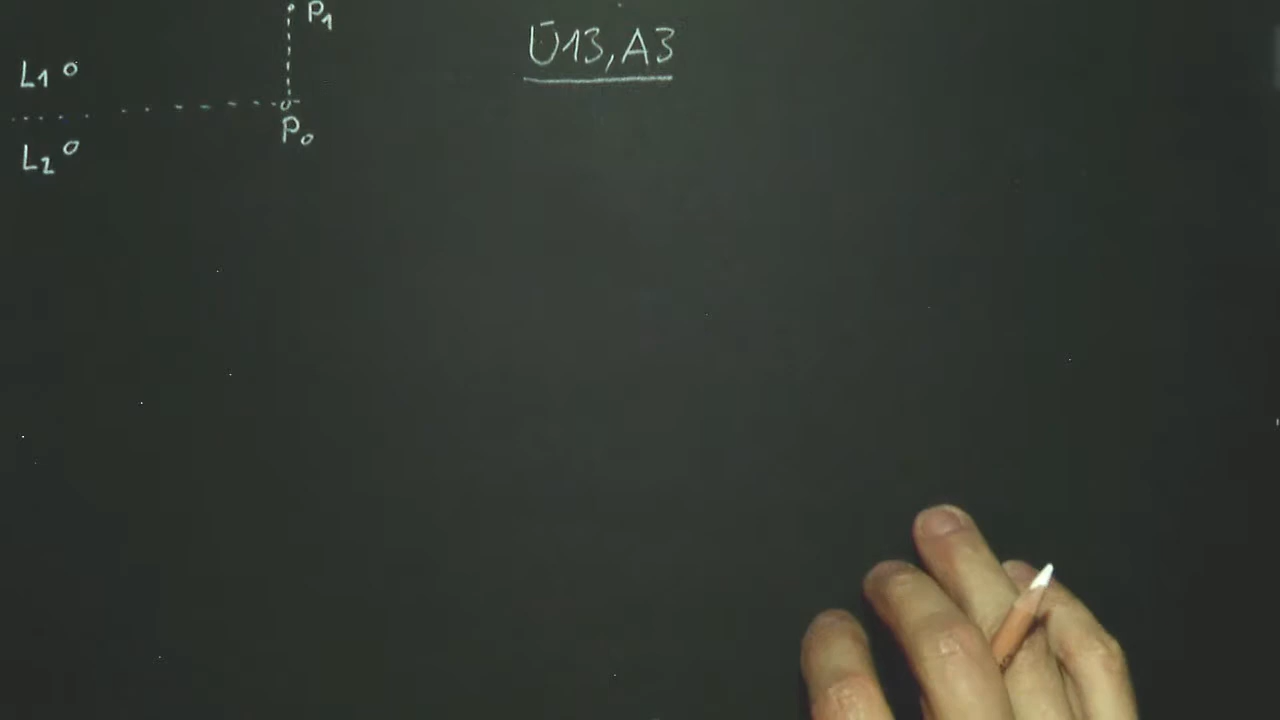 P₁
Ü13, A3
L₁
P₀
L₂